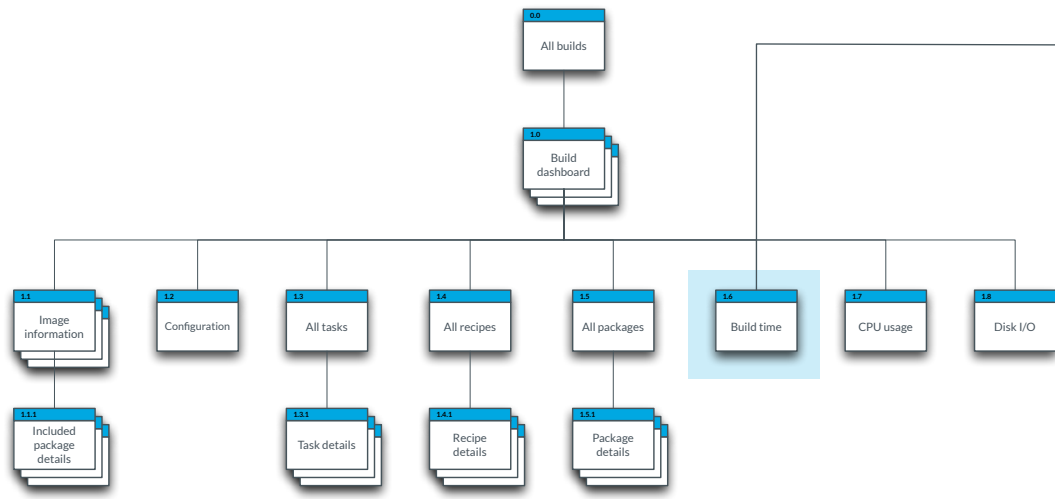 0.0
All builds
1.0
Build
dashboard
1.1
Image
information
1.2
Configuration
1.3
All tasks
1.4
All recipes
1.5
All packages
1.6
Build time
1.7
CPU usage
1.8
Disk I/O
1.1.1
Included
package
details
1.3.1
Task details
1.4.1
Recipe
details
1.5.1
Package
details